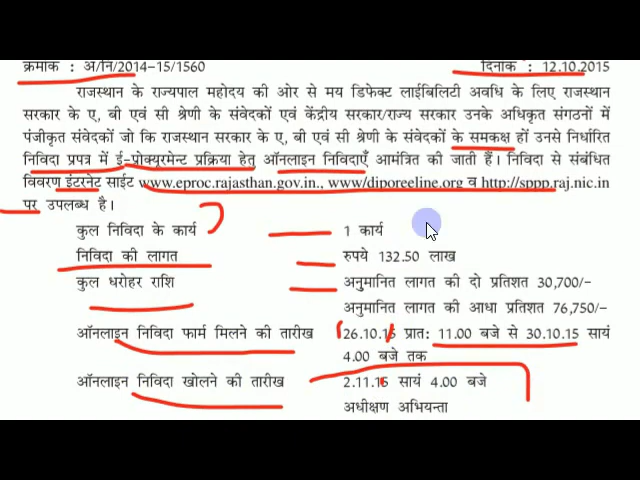 क्रमांक : अ/नि/2014-15/1560 दिनांक : 12.10.2015
राजस्थान के राज्यपाल महोदय की ओर से मय डिफेक्ट लाईबिलिटी अवधि के लिए राजस्थान
सरकार के ए, बी एवं सी श्रेणी के संवेदकों एवं केंद्रीय सरकार/राज्य सरकार उनके अधिकृत संगठनों में
पंजीकृत संवेदकों जो कि राजस्थान सरकार के ए, बी एवं सी श्रेणी के संवेदकों के समकक्ष हों उनसे निर्धारित
निविदा प्रपत्र में ई-प्रोक्यूरमेन्ट प्रक्रिया हेतु ऑनलाइन निविदाएँ आमंत्रित की जाती हैं। निविदा से संबंधित
विवरण इंटरनेट साईट www.eproc.rajasthan.gov.in., www/diporeeline.org व http://sppp.raj.nic.in
पर उपलब्ध है।
कुल निविदा के कार्य 1 कार्य
निविदा की लागत रुपये 132.50 लाख
कुल धरोहर राशि अनुमानित लागत की दो प्रतिशत 30,700/-
अनुमानित लागत की आधा प्रतिशत 76,750/-
ऑनलाइन निविदा फार्म मिलने की तारीख 26.10.15 प्रात: 11.00 बजे से 30.10.15 सायं
4.00 बजे तक
ऑनलाईन निविदा खोलने की तारीख 2.11.15 सायं 4.00 बजे
अधीक्षण अभियन्ता